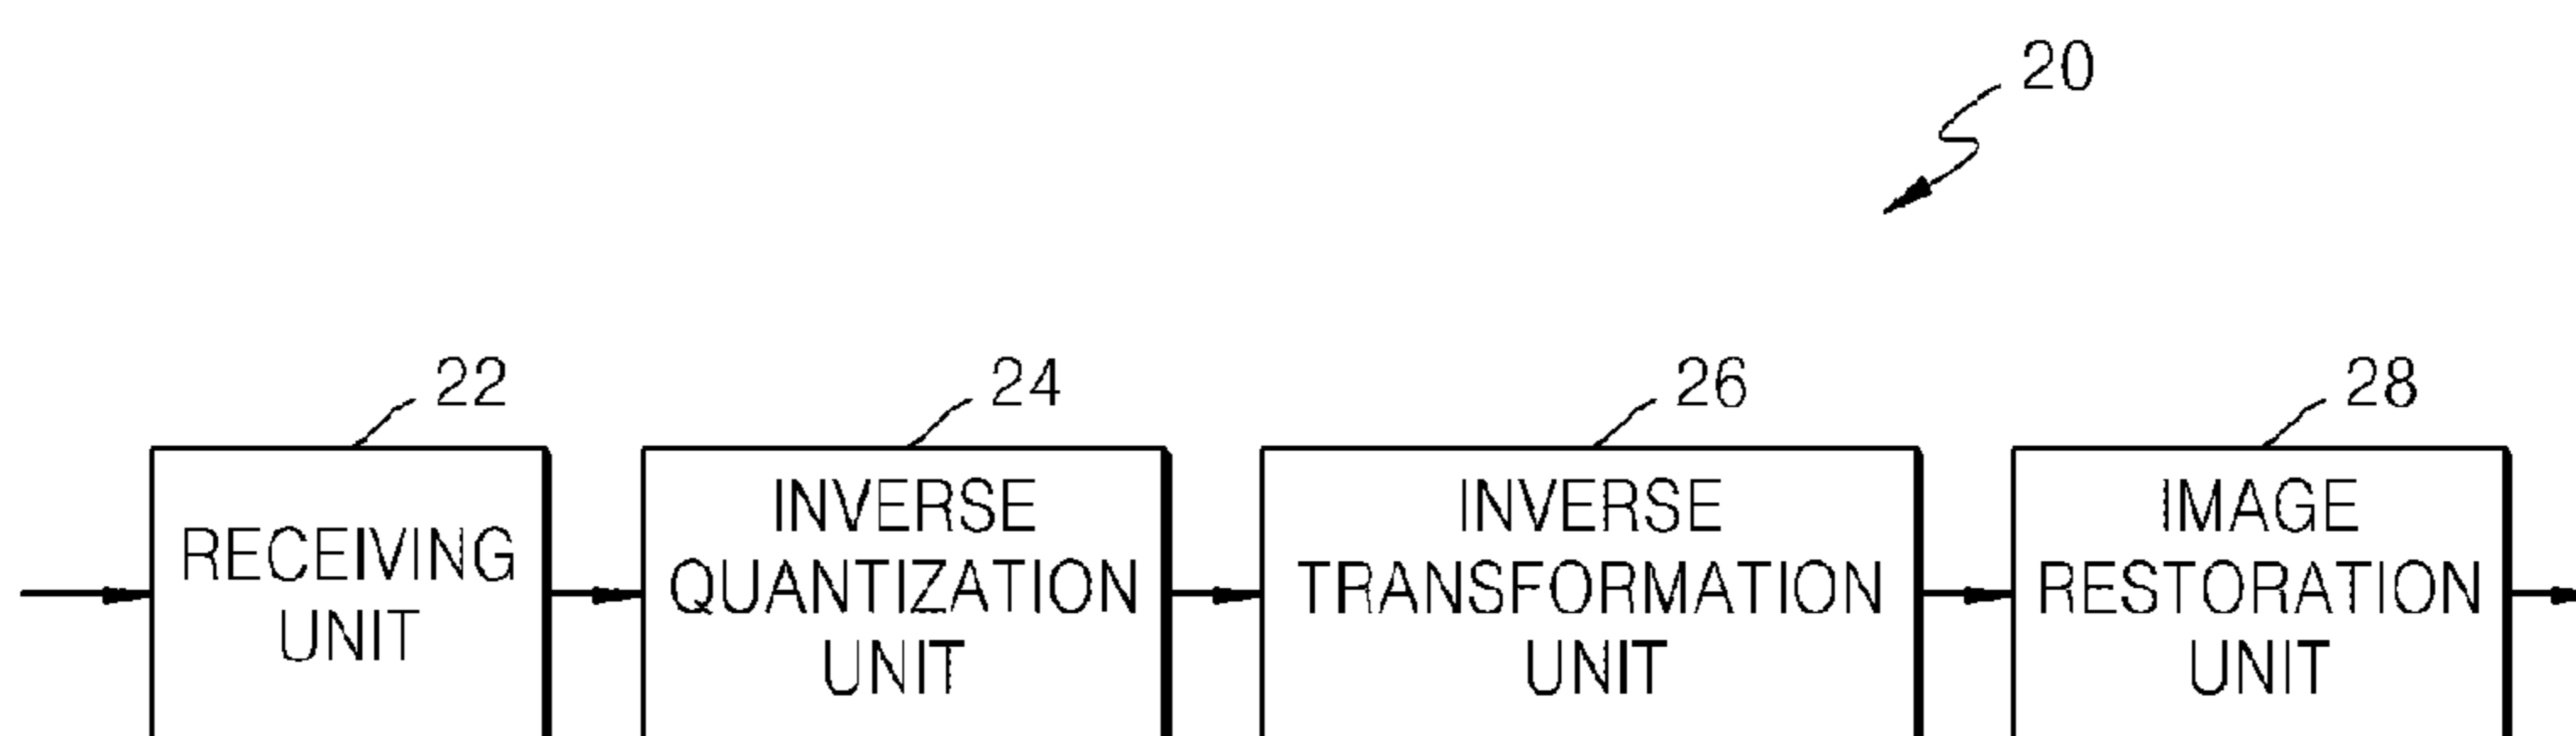 20
22
24
26
28
RECEIVING
UNIT
INVERSE
QUANTIZATION
UNIT
INVERSE
TRANSFORMATION
UNIT
IMAGE
RESTORATION
UNIT